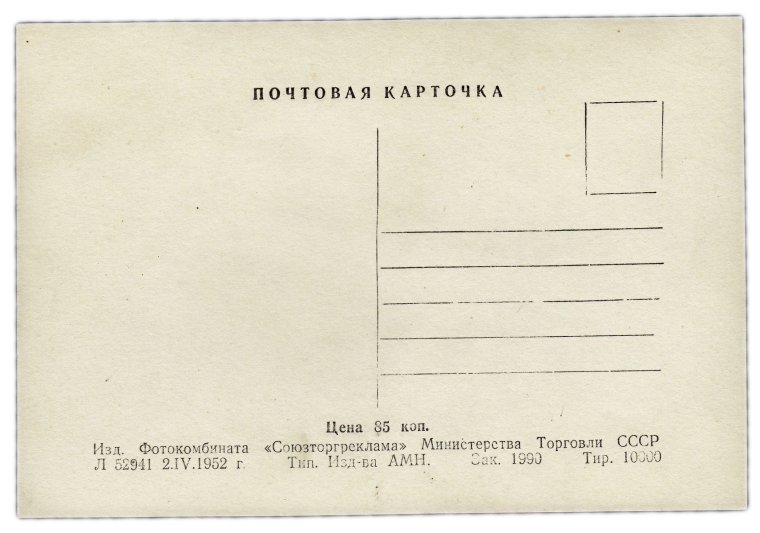 ПОЧТОВАЯ КАРТОЧКА
Цена 85 коп.
Изд. Фотокомбината «Союзторгреклама» Министерства Торговли СССР
Л 52941 2.IV.1952 г. Тип. Изд-ва АМН. Зак. 1990 Тир. 10000